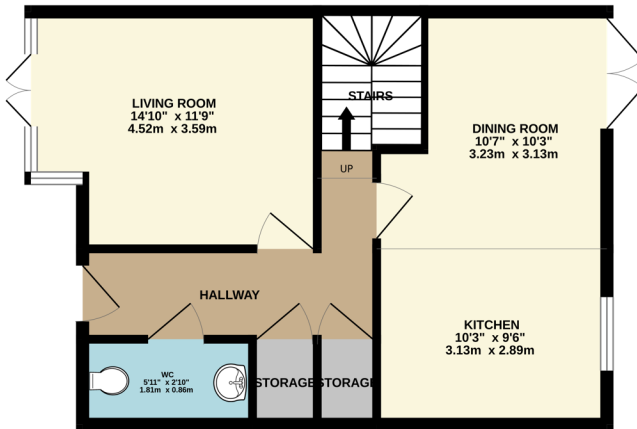 LIVING ROOM
14'10" x 11'9"
4.52m x 3.59m
STAIRS
UP
DINING ROOM
10'7" x 10'3"
3.23m x 3.13m
HALLWAY
KITCHEN
10'3" x 9'6"
3.13m x 2.89m
WC
5'11" x 2'10"
1.81m x 0.86m
STORAGE
STORAGE